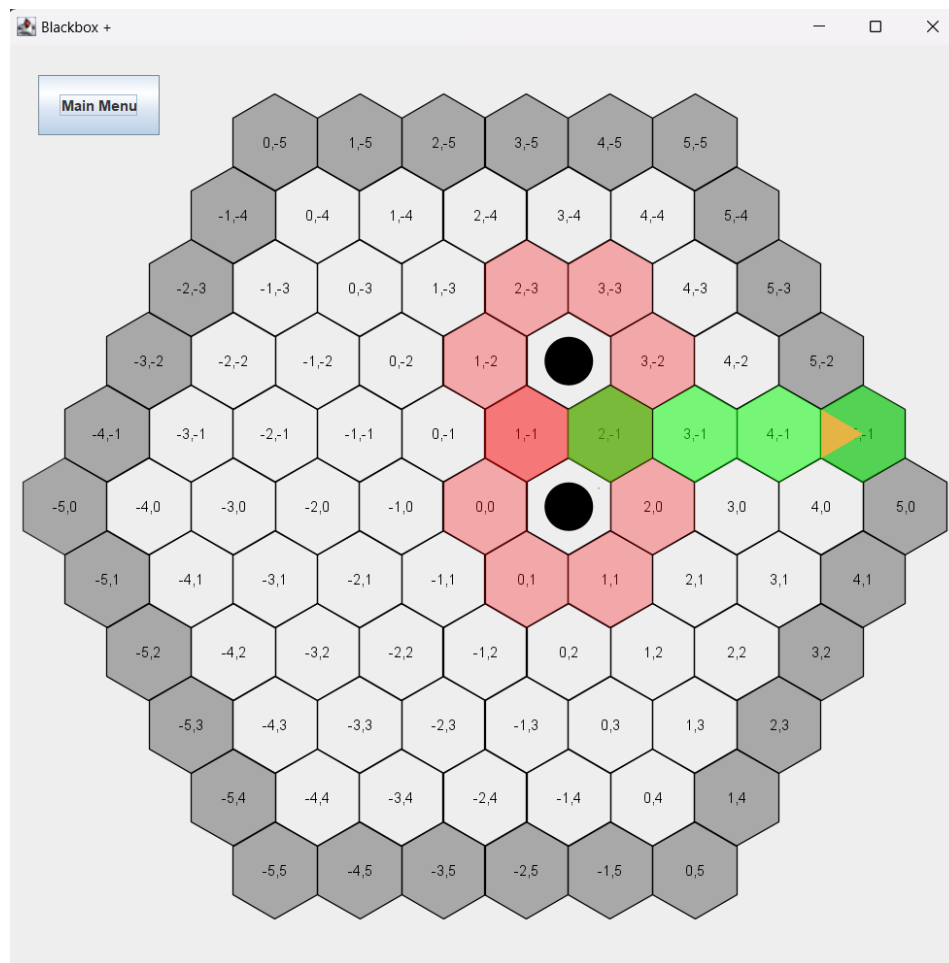 Blackbox +
Main Menu
0,-5 1,-5 2,-5 3,-5 4,-5 5,-5
-1,-4 0,-4 1,-4 2,-4 3,-4 4,-4 5,-4
-2,-3 -1,-3 0,-3 1,-3 2,-3 3,-3 4,-3 5,-3
-3,-2 -2,-2 -1,-2 0,-2 1,-2 3,-2 4,-2 5,-2
-4,-1 -3,-1 -2,-1 -1,-1 0,-1 1,-1 2,-1 3,-1 4,-1 ,-1
-5,0 -4,0 -3,0 -2,0 -1,0 0,0 2,0 3,0 4,0 5,0
-5,1 -4,1 -3,1 -2,1 -1,1 0,1 1,1 2,1 3,1 4,1
-5,2 -4,2 -3,2 -2,2 -1,2 0,2 1,2 2,2 3,2
-5,3 -4,3 -3,3 -2,3 -1,3 0,3 1,3 2,3
-5,4 -4,4 -3,4 -2,4 -1,4 0,4 1,4
-5,5 -4,5 -3,5 -2,5 -1,5 0,5